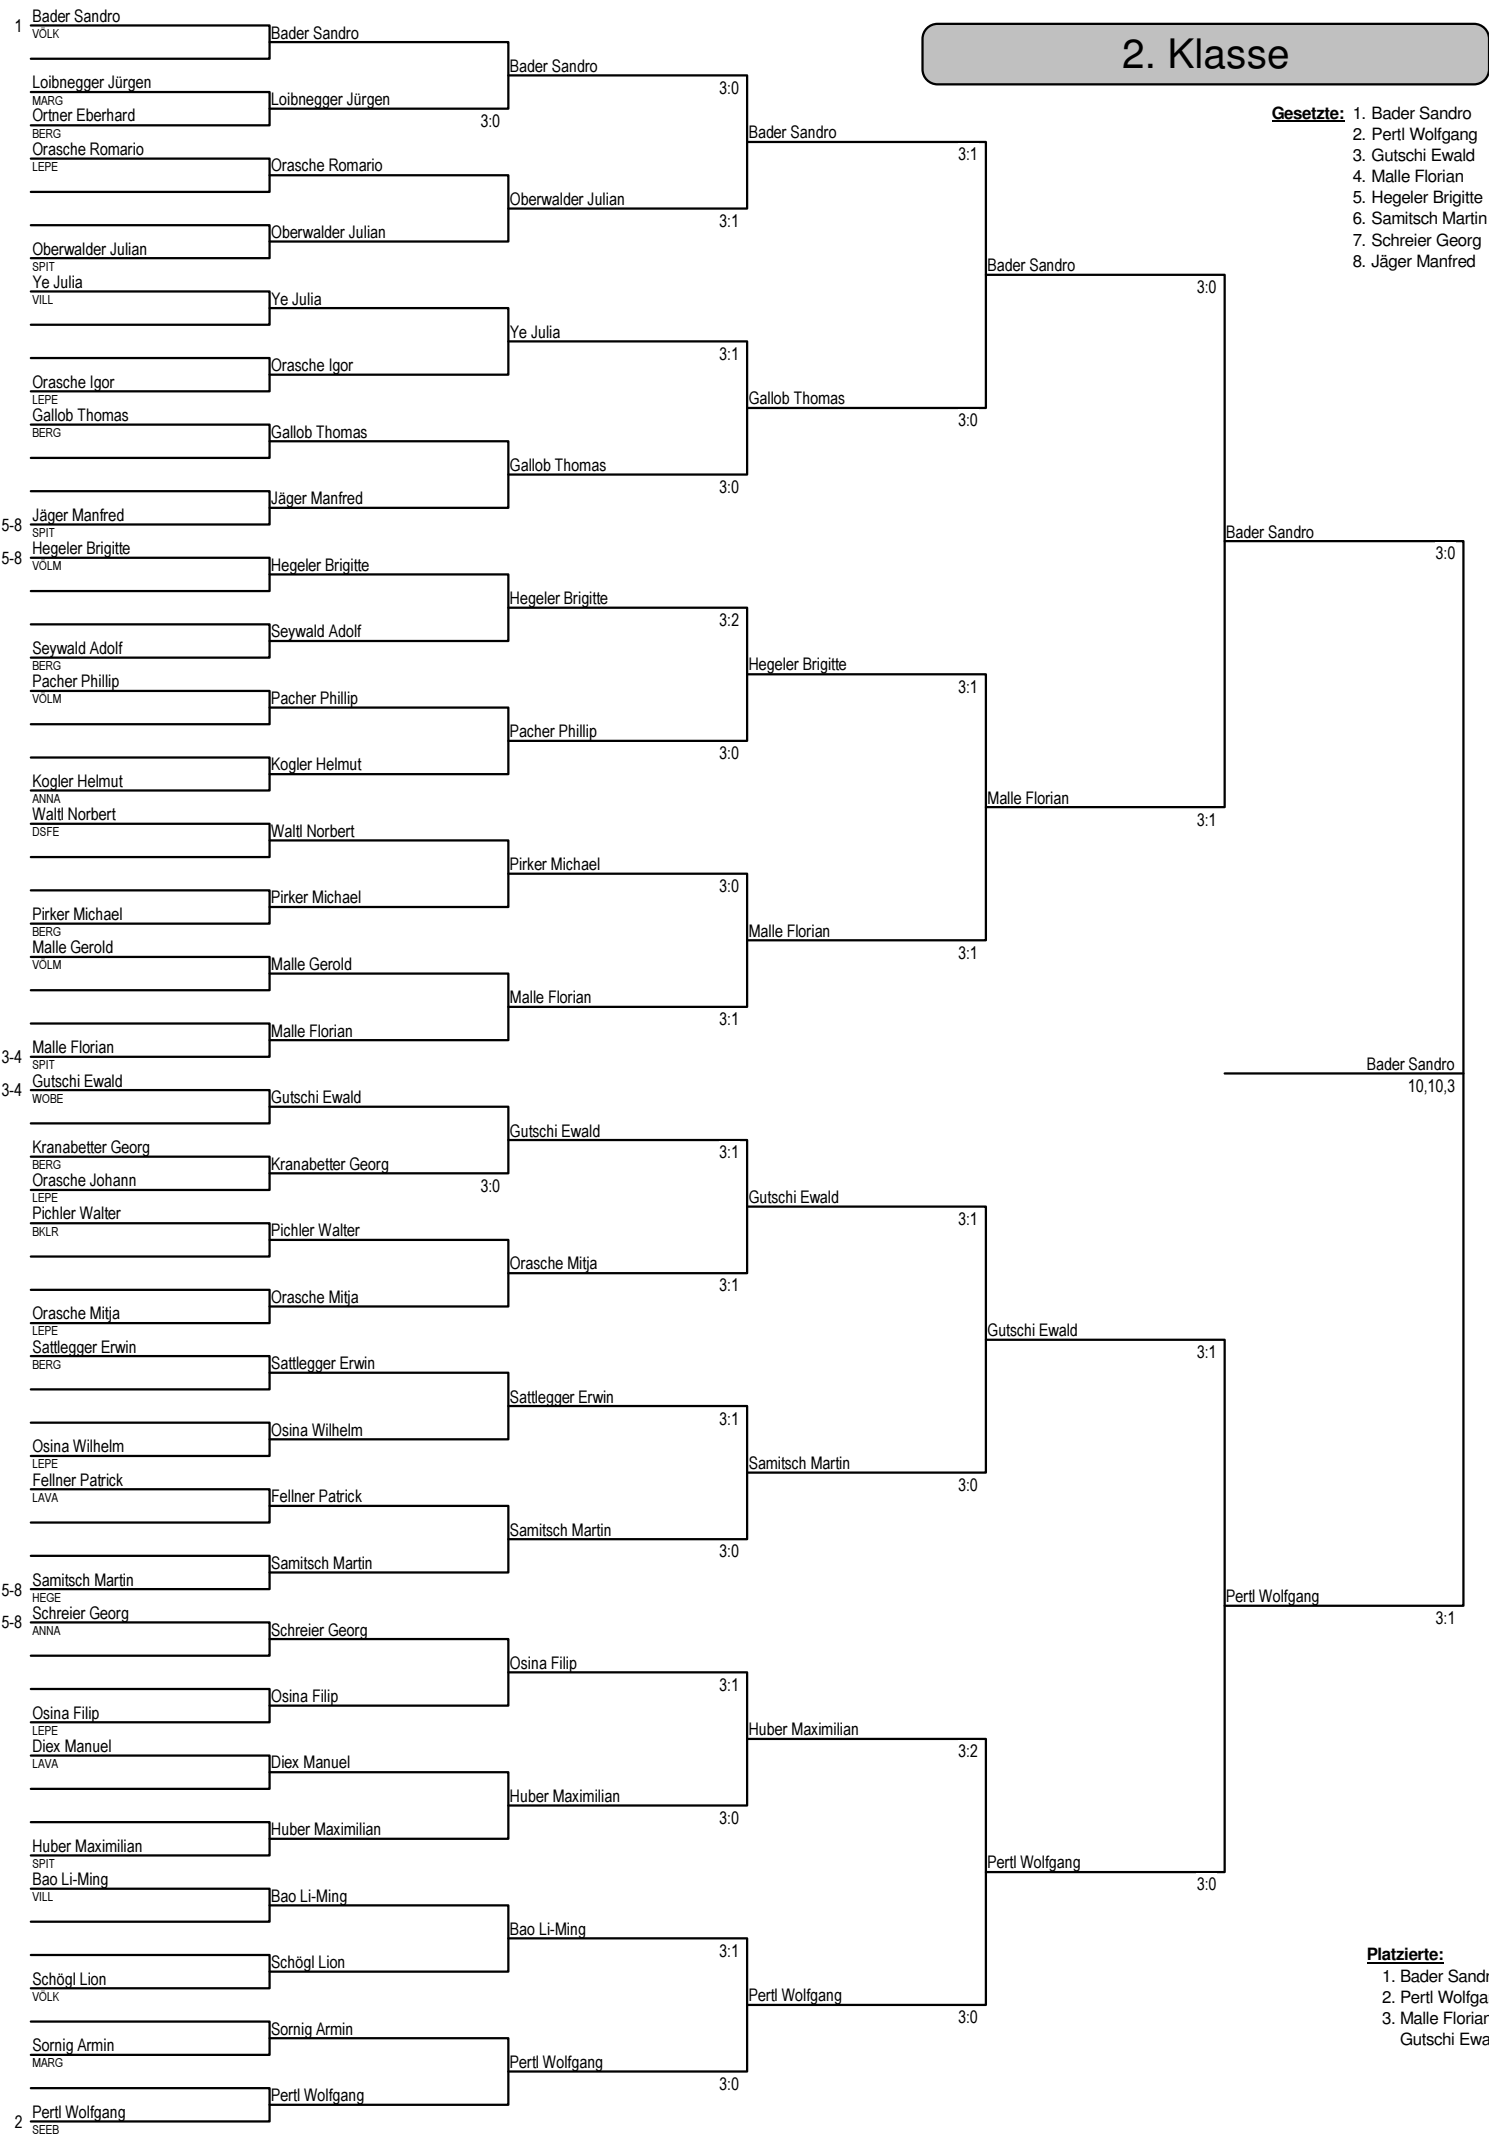 2. Klasse
Gesetzte: 1. Bader Sandro
2. Pertl Wolfgang
3. Gutschi Ewald
4. Malle Florian
5. Hegeler Brigitte
6. Samitsch Martin
7. Schreier Georg
8. Jäger Manfred
1 Bader Sandro
VÖLK
Loibnegger Jürgen
MARG
Ortner Eberhard
BERG
Orasche Romario
LEPE
Oberwalder Julian
SPIT
Ye Julia
VILL
Orasche Igor
LEPE
Gallob Thomas
BERG
5-8 Jäger Manfred
SPIT
5-8 Hegeler Brigitte
VÖLM
Seywald Adolf
BERG
Pacher Phillip
VÖLM
Kogler Helmut
ANNA
Waltl Norbert
DSFE
Pirker Michael
BERG
Malle Gerold
VÖLM
3-4 Malle Florian
SPIT
3-4 Gutschi Ewald
WOBE
Kranabetter Georg
BERG
Orasche Johann
LEPE
Pichler Walter
BKLR
Orasche Mitja
LEPE
Sattlegger Erwin
BERG
Osina Wilhelm
LEPE
Fellner Patrick
LAVA
5-8 Samitsch Martin
HEGE
5-8 Schreier Georg
ANNA
Osina Filip
LEPE
Diex Manuel
LAVA
Huber Maximilian
SPIT
Bao Li-Ming
VILL
Schögl Lion
VÖLK
Sornig Armin
MARG
2 Pertl Wolfgang
SEEB
Bader Sandro
Loibnegger Jürgen
3:0
Orasche Romario
Oberwalder Julian
Ye Julia
Orasche Igor
Gallob Thomas
Jäger Manfred
Hegeler Brigitte
Seywald Adolf
Pacher Phillip
Kogler Helmut
Waltl Norbert
Pirker Michael
Malle Gerold
Malle Florian
Gutschi Ewald
Kranabetter Georg
3:0
Pichler Walter
Orasche Mitja
Sattlegger Erwin
Osina Wilhelm
Fellner Patrick
Samitsch Martin
Schreier Georg
Osina Filip
Diex Manuel
Huber Maximilian
Bao Li-Ming
Schögl Lion
Sornig Armin
Pertl Wolfgang
Bader Sandro
3:0
Oberwalder Julian
3:1
Ye Julia
3:1
Gallob Thomas
3:0
Hegeler Brigitte
3:2
Pacher Phillip
3:0
Pirker Michael
3:0
Malle Florian
3:1
Gutschi Ewald
3:1
Orasche Mitja
3:1
Sattlegger Erwin
3:1
Samitsch Martin
3:0
Osina Filip
3:1
Huber Maximilian
3:0
Bao Li-Ming
3:1
Pertl Wolfgang
3:0
Bader Sandro
3:1
Gallob Thomas
3:0
Hegeler Brigitte
3:1
Malle Florian
3:1
Gutschi Ewald
3:1
Samitsch Martin
3:0
Huber Maximilian
3:2
Pertl Wolfgang
3:0
Bader Sandro
3:0
Malle Florian
3:1
Gutschi Ewald
3:1
Pertl Wolfgang
3:0
Bader Sandro
3:0
Pertl Wolfgang
3:1
Bader Sandro
10,10,3
Platzierte:
1. Bader
2. Pertl
3. Malle Florian
Gutschi